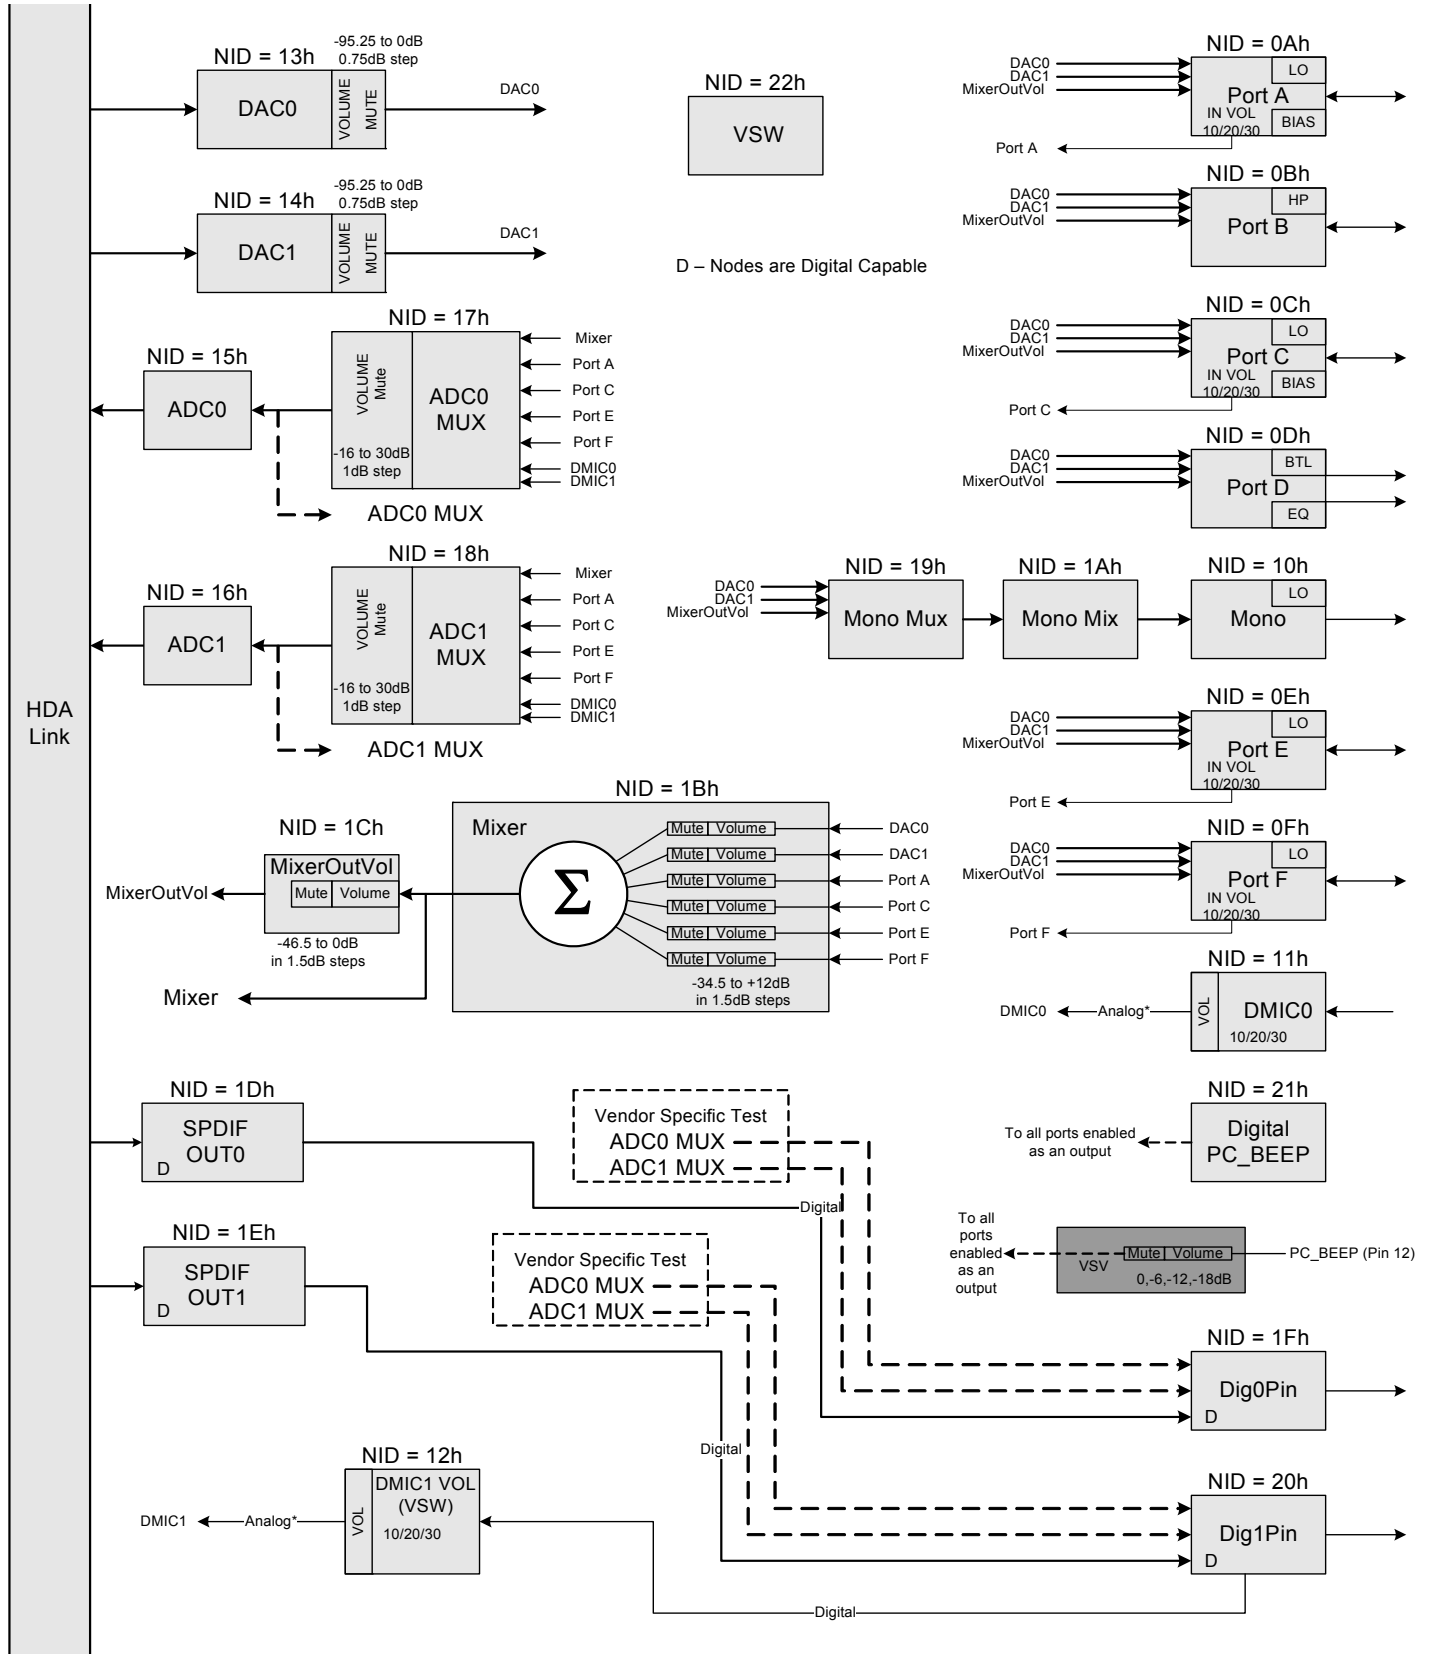 HDA
Link
NID = 13h
-95.25 to 0dB
0.75dB step
DAC0
VOLUME
MUTE
DAC0
NID = 14h
-95.25 to 0dB
0.75dB step
DAC1
VOLUME
MUTE
DAC1
NID = 22h
VSW
D – Nodes are Digital Capable
NID = 17h
NID = 15h
ADC0
VOLUME
Mute
-16 to 30dB
1dB step
ADC0
MUX
Mixer
Port A
Port C
Port E
Port F
DMIC0
DMIC1
ADC0 MUX
NID = 18h
NID = 16h
ADC1
VOLUME
Mute
-16 to 30dB
1dB step
ADC1
MUX
Mixer
Port A
Port C
Port E
Port F
DMIC0
DMIC1
ADC1 MUX
NID = 1Bh
Mixer
Σ
Mute Volume
Mute Volume
Mute Volume
Mute Volume
Mute Volume
Mute Volume
DAC0
DAC1
Port A
Port C
Port E
Port F
-34.5 to +12dB
in 1.5dB steps
NID = 1Ch
MixerOutVol
Mute Volume
MixerOutVol
-46.5 to 0dB
in 1.5dB steps
Mixer
NID = 0Ah
DAC0
DAC1
MixerOutVol
LO
Port A
IN VOL
10/20/30
BIAS
Port A
NID = 0Bh
DAC0
DAC1
MixerOutVol
HP
Port B
NID = 0Ch
DAC0
DAC1
MixerOutVol
LO
Port C
IN VOL
10/20/30
BIAS
Port C
NID = 0Dh
DAC0
DAC1
MixerOutVol
BTL
Port D
EQ
NID = 19h
DAC0
DAC1
MixerOutVol
Mono Mux
NID = 1Ah
Mono Mix
NID = 10h
LO
Mono
NID = 0Eh
DAC0
DAC1
MixerOutVol
LO
Port E
IN VOL
10/20/30
Port E
NID = 0Fh
DAC0
DAC1
MixerOutVol
LO
Port F
IN VOL
10/20/30
Port F
NID = 11h
DMIC0
Analog*
VOL
DMIC0
10/20/30
NID = 21h
Digital
PC_BEEP
To all ports enabled
as an output
To all
ports
enabled
as an
output
VSV
Mute Volume
0,-6,-12,-18dB
PC_BEEP (Pin 12)
NID = 1Dh
SPDIF
OUT0
D
Vendor Specific Test
ADC0 MUX
ADC1 MUX
Digital
NID = 1Eh
SPDIF
OUT1
D
Vendor Specific Test
ADC0 MUX
ADC1 MUX
Digital
NID = 1Fh
Dig0Pin
D
NID = 20h
Dig1Pin
D
NID = 12h
DMIC1 VOL
(VSW)
10/20/30
VOL
DMIC1
Analog*
Digital